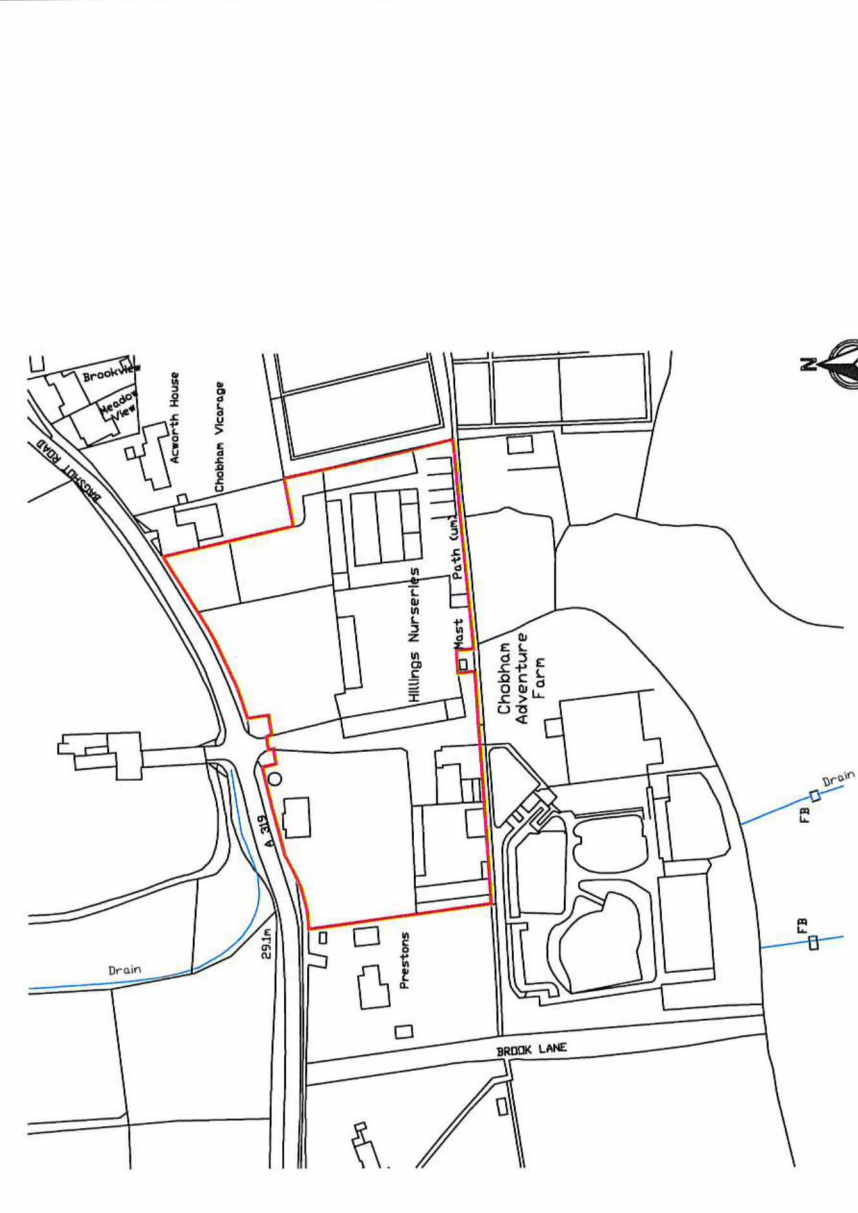 Brookview
Meadow
View
Acworth House
Chobham Vicarage
BAGSHOT ROAD
Path (um)
Hillings Nurseries
Mast
Chobham
Adventure
Farm
N
A 319
29.1m
Drain
Prestons
BROOK LANE
FB
Drain
FB